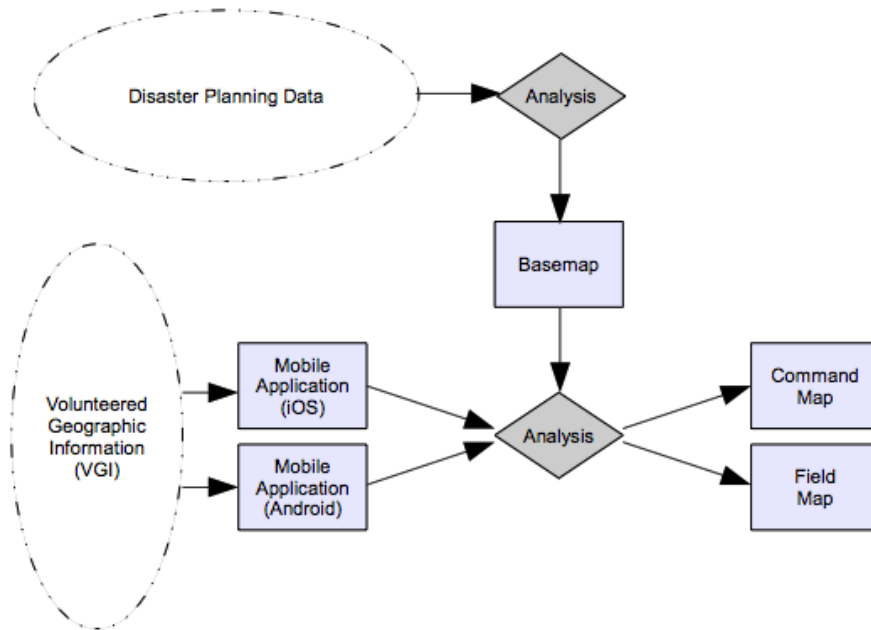 Disaster Planning Data
Analysis
Basemap
Volunteered
Geographic
Information
(VGI)
Mobile
Application
(iOS)
Mobile
Application
(Android)
Analysis
Command
Map
Field
Map